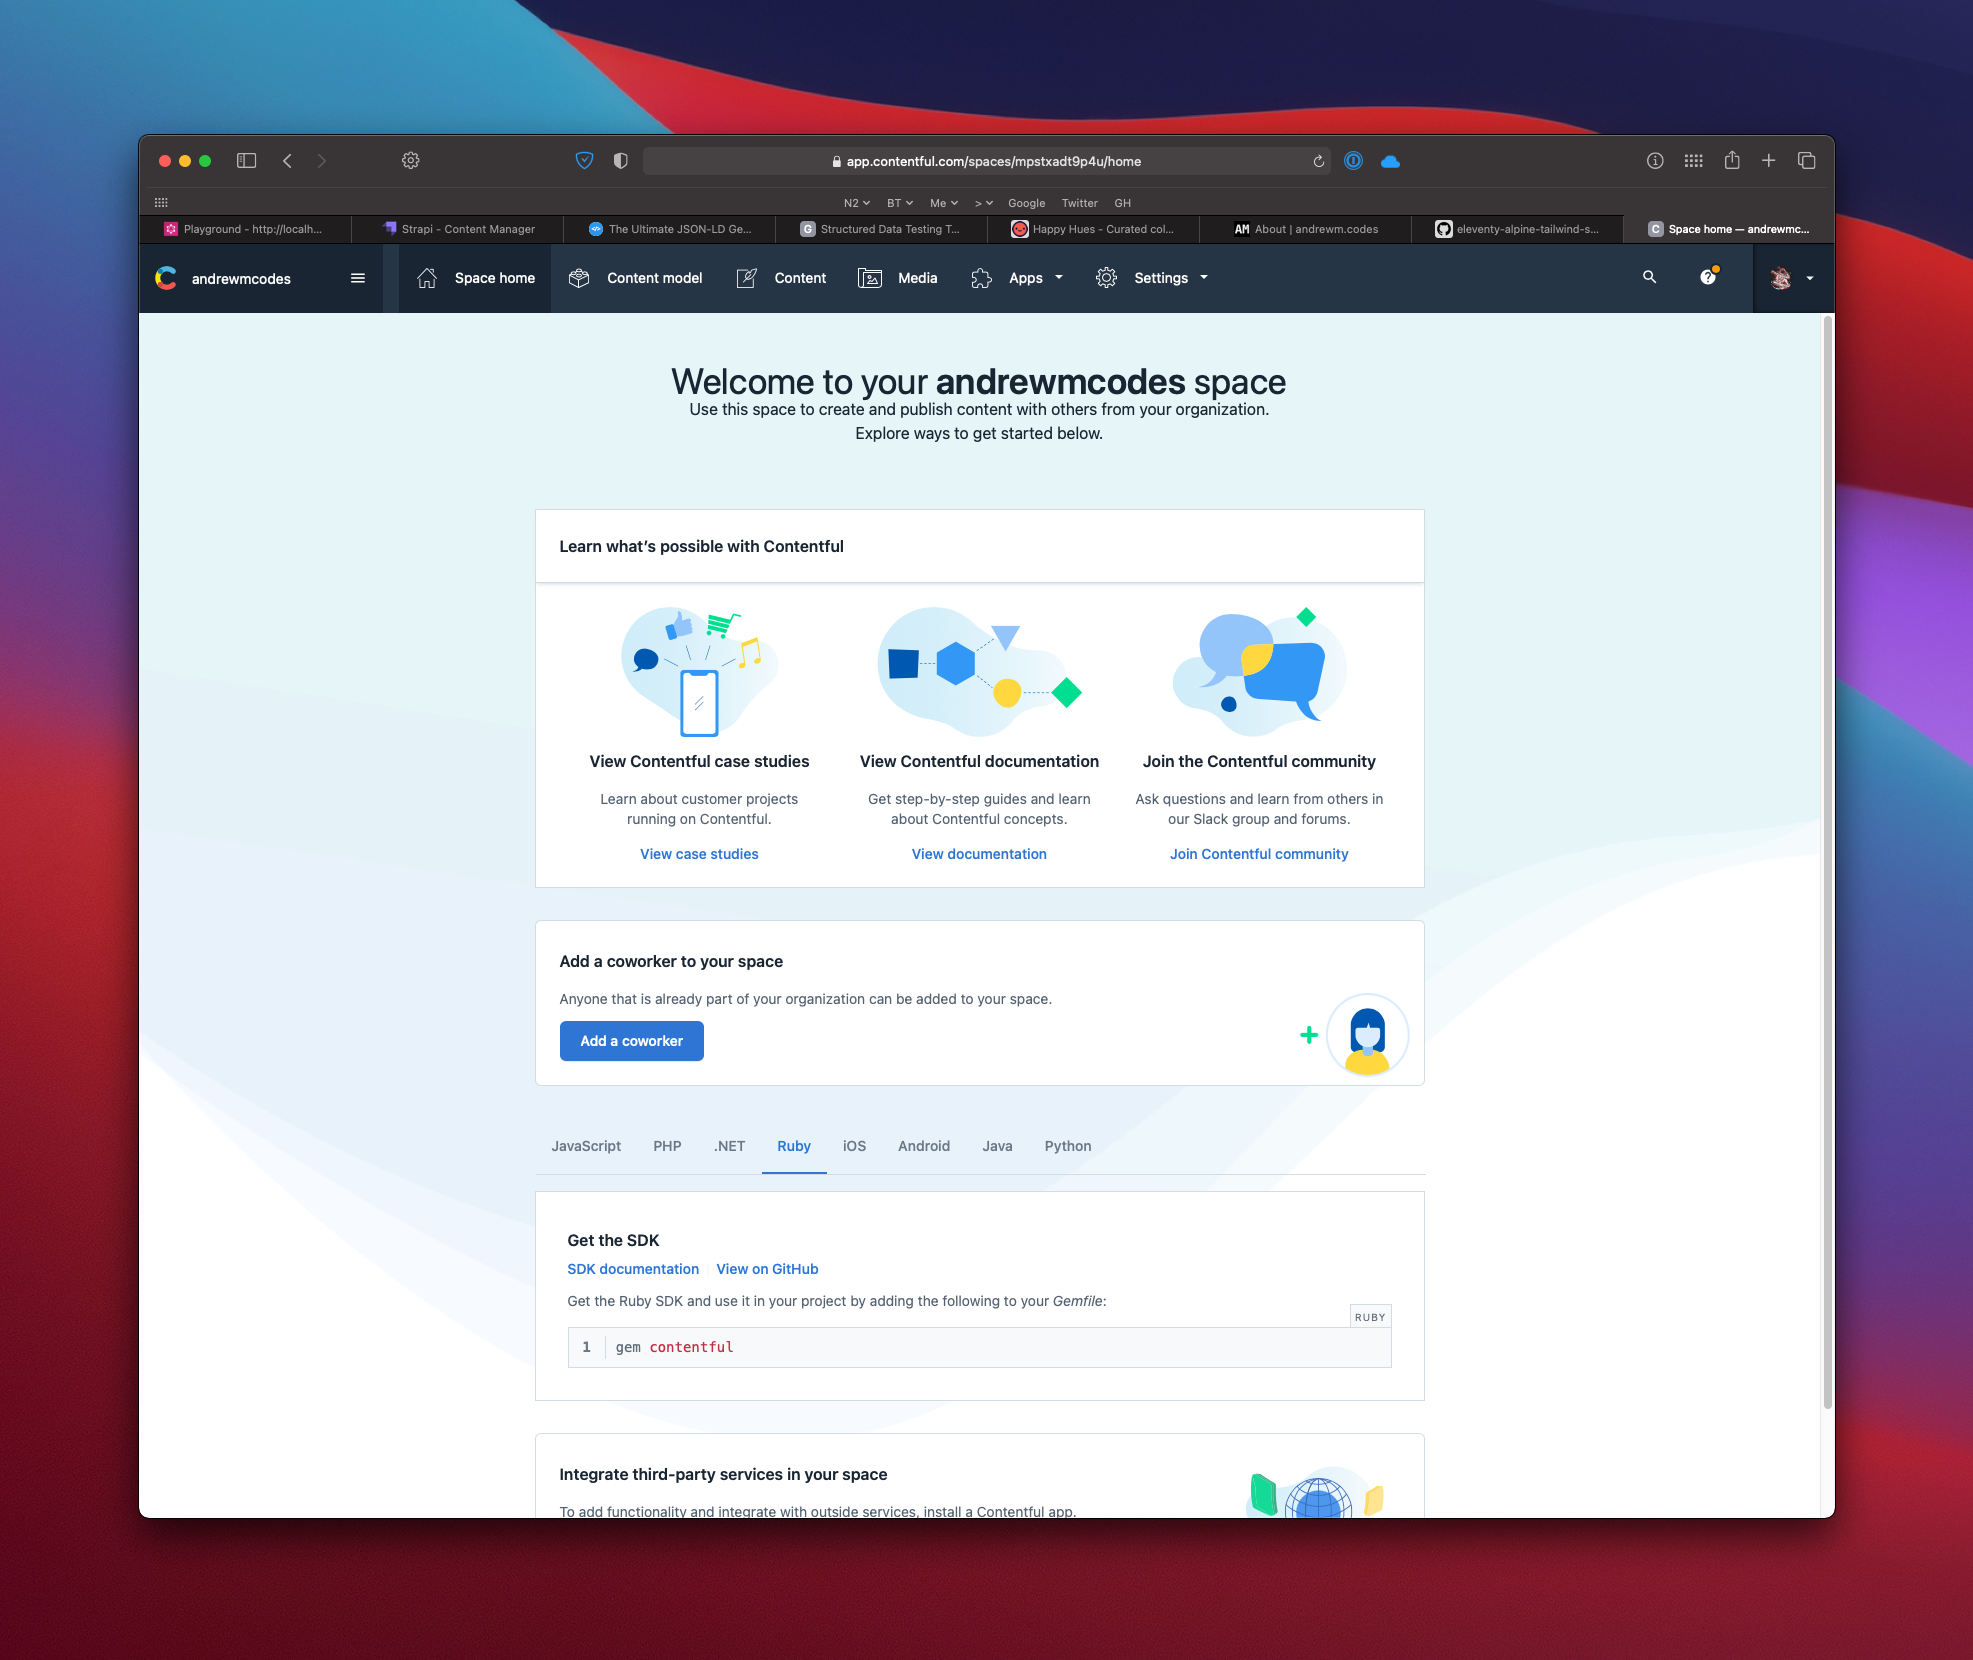 app.contentful.com/spaces/mpstxadt9p4u/home
N2 BT Me > Google Twitter GH
Playground - http://localh... Strapi - Content Manager The Ultimate JSON-LD Ge... G Structured Data Testing T... Happy Hues - Curated col... AM About | andrewm.codes eleventy-alpine-tailwind-s... C Space home — andrewmc...
andrewmcodes Space home Content model Content Media Apps Settings ?
Welcome to your andrewmcodes space
Use this space to create and publish content with others from your organization.
Explore ways to get started below.
Learn what’s possible with Contentful
View Contentful case studies
Learn about customer projects
running on Contentful.
View case studies
View Contentful documentation
Get step-by-step guides and learn
about Contentful concepts.
View documentation
Join the Contentful community
Ask questions and learn from others in
our Slack group and forums.
Join Contentful community
Add a coworker to your space
Anyone that is already part of your organization can be added to your space.
Add a coworker
JavaScript PHP .NET Ruby iOS Android Java Python
Get the SDK
SDK documentation View on GitHub
Get the Ruby SDK and use it in your project by adding the following to your Gemfile:
RUBY
1 gem contentful
Integrate third-party services in your space
To add functionality and integrate with outside services, install a Contentful app.